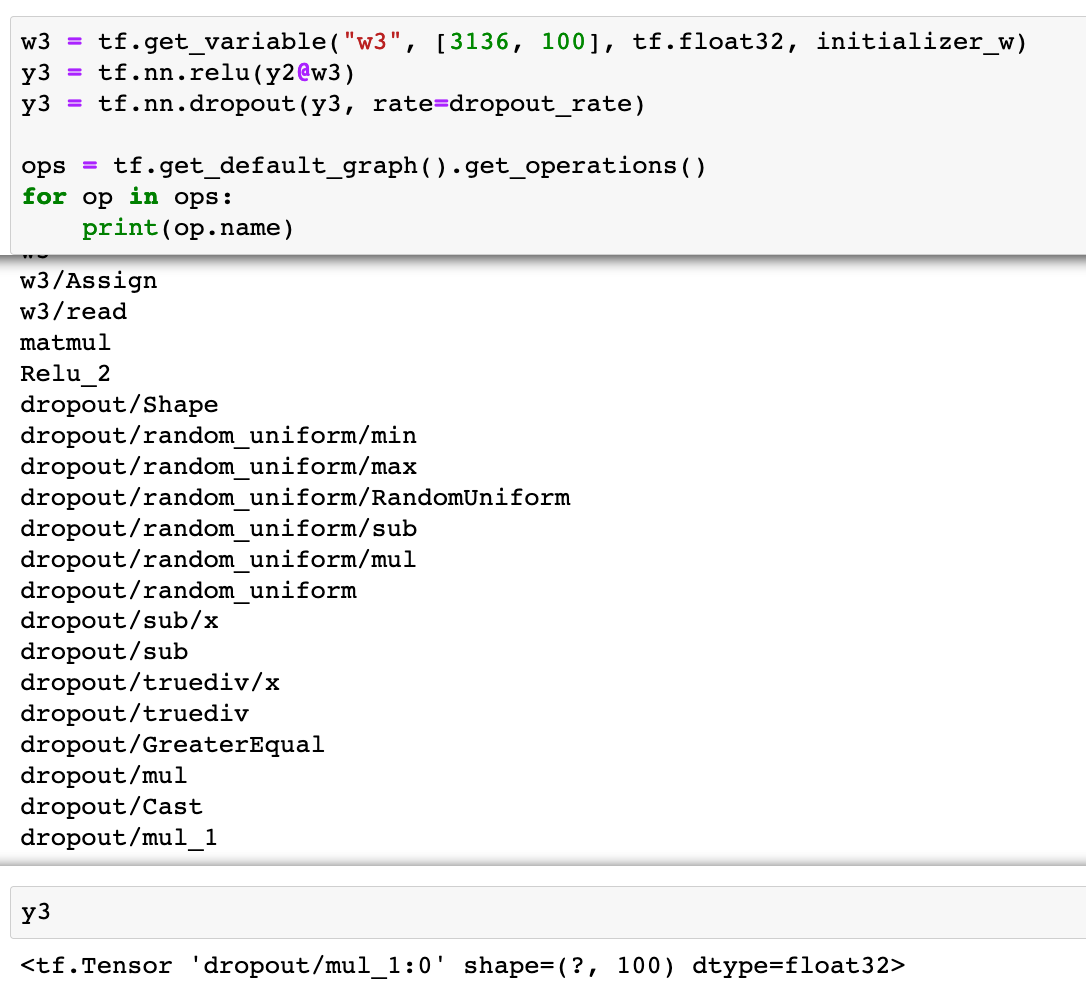 w3 = tf.get_variable("w3", [3136, 100], tf.float32, initializer_w)
y3 = tf.nn.relu(y2@w3)
y3 = tf.nn.dropout(y3, rate=dropout_rate)
ops = tf.get_default_graph().get_operations()
for op in ops:
    print(op.name)
w3/Assign
w3/read
matmul
Relu_2
dropout/Shape
dropout/random_uniform/min
dropout/random_uniform/max
dropout/random_uniform/RandomUniform
dropout/random_uniform/sub
dropout/random_uniform/mul
dropout/random_uniform
dropout/sub/x
dropout/sub
dropout/truediv/x
dropout/truediv
dropout/GreaterEqual
dropout/mul
dropout/Cast
dropout/mul_1
y3
<tf.Tensor 'dropout/mul_1:0' shape=(?, 100) dtype=float32>